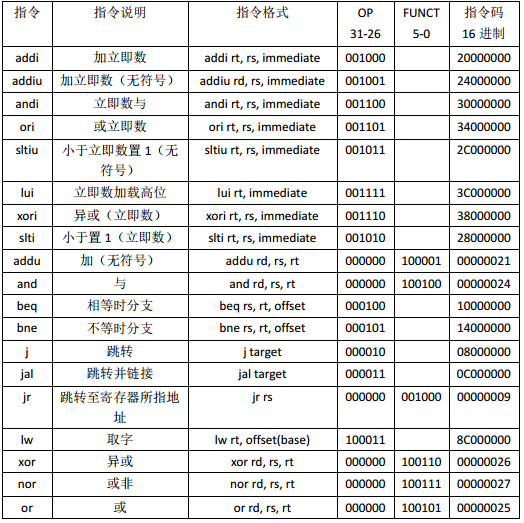 指令 指令说明 指令格式 OP 31-26 FUNCT 5-0 指令码 16 进制
addi 加立即数 addi rt, rs, immediate 001000 20000000
addiu 加立即数（无符号） addiu rd, rs, immediate 001001 24000000
andi 立即数与 andi rt, rs, immediate 001100 30000000
ori 或立即数 ori rt, rs, immediate 001101 34000000
sltiu 小于立即数置 1（无符号） sltiu rt, rs, immediate 001011 2C000000
lui 立即数加载高位 lui rt, immediate 001111 3C000000
xori 异或（立即数） xori rt, rs, immediate 001110 38000000
slti 小于置 1（立即数） slti rt, rs, immediate 001010 28000000
addu 加（无符号） addu rd, rs, rt 000000 100001 00000021
and 与 and rd, rs, rt 000000 100100 00000024
beq 相等时分支 beq rs, rt, offset 000100 10000000
bne 不等时分支 bne rs, rt, offset 000101 14000000
j 跳转 j target 000010 08000000
jal 跳转并链接 jal target 000011 0C000000
jr 跳转至寄存器所指地址 jr rs 000000 001000 00000009
lw 取字 lw rt, offset(base) 100011 8C000000
xor 异或 xor rd, rs, rt 000000 100110 00000026
nor 或非 nor rd, rs, rt 000000 100111 00000027
or 或 or rd, rs, rt 000000 100101 00000025